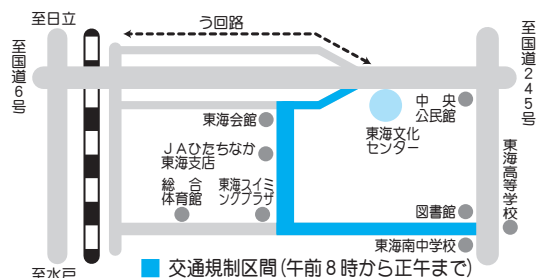 至日立
う回路
至国道6号
至国道245号
中央
公民館
東海文化
センター
東海会館
JAひたちなか
東海支店
総合
体育館
東海スイミ
ングプラザ
図書館
東海高等学校
東海南中学校
至水戸
交通規制区間(午前8時から正午まで)